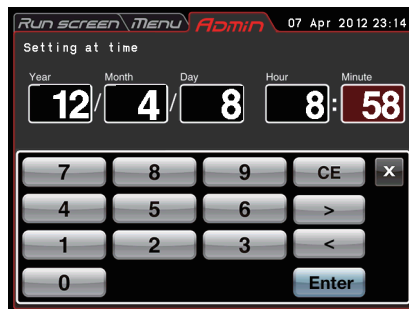 Run screen Menu Admin 07 Apr 2012 23:14
Setting at time
Year Month Day Hour Minute
12/ 4/ 8 8:58
7 8 9 CE X
4 5 6 >
1 2 3 <
0 Enter